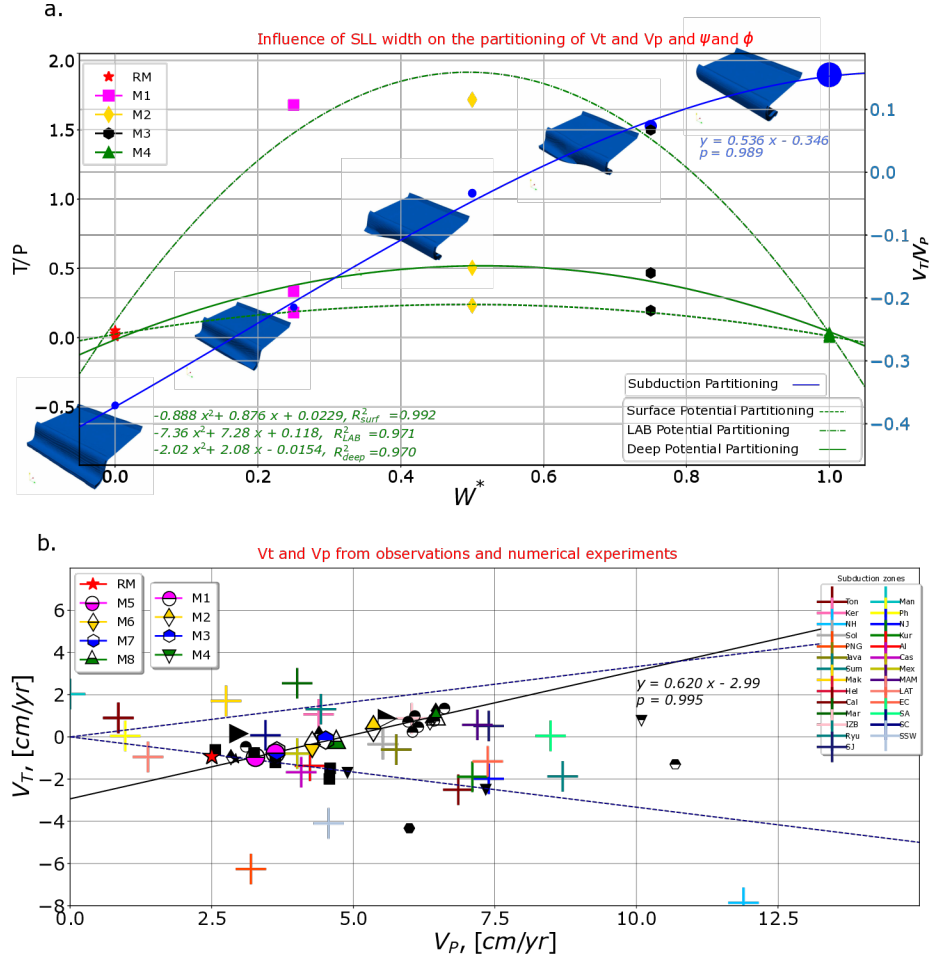 a.
Influence of SLL width on the partitioning of Vt and Vp and ψand ϕ
RM
M1
M2
M3
M4
2.0
1.5
1.0
0.5
0.0
−0.5
T/P
0.1
0.0
−0.1
−0.2
−0.3
−0.4
V_T/V_P
y = 0.536 x - 0.346
p = 0.989
Subduction Partitioning
Surface Potential Partitioning
LAB Potential Partitioning
Deep Potential Partitioning
-0.888 x²+ 0.876 x + 0.0229, R²_surf =0.992
-7.36 x²+ 7.28 x + 0.118, R²_LAB =0.971
-2.02 x²+ 2.08 x - 0.0154, R²_deep =0.970
0.0 0.2 0.4 0.6 0.8 1.0
W*
b.
Vt and Vp from observations and numerical experiments
RM
M5
M6
M7
M8
M1
M2
M3
M4
Subduction zones
Ton
Ker
NH
Sol
PNG
Java
Sum
Mak
Hel
Cal
Mar
IZB
Ryu
SJ
Man
Ph
NJ
Kur
Al
Cas
Mex
MAM
LAT
EC
SA
SC
SSW
y = 0.620 x - 2.99
p = 0.995
6
4
2
0
−2
−4
−6
−8
V_T, [cm/yr]
0.0 2.5 5.0 7.5 10.0 12.5
V_P, [cm/yr]